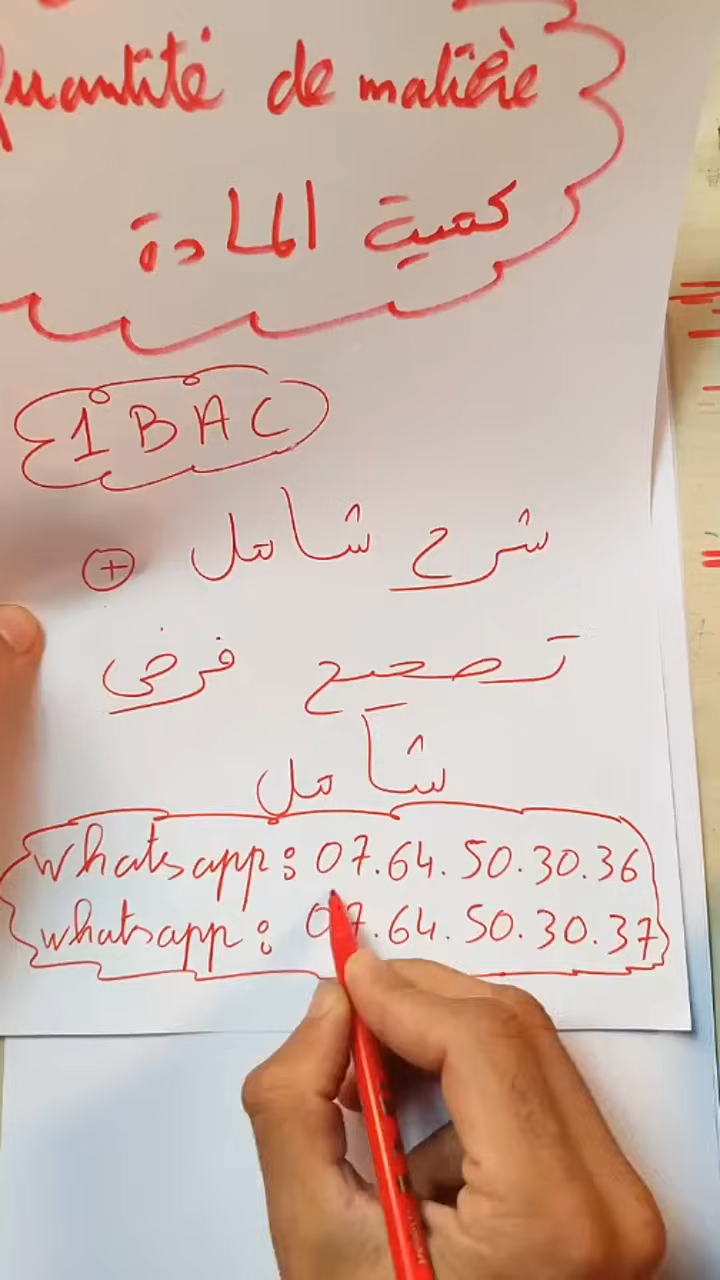 Quantité de matière
كمية المادة
1 BAC
شرح شامل +
تصحيح فرض
شامل
whatsapp: 07.64.50.30.36
whatsapp: 07.64.50.30.37